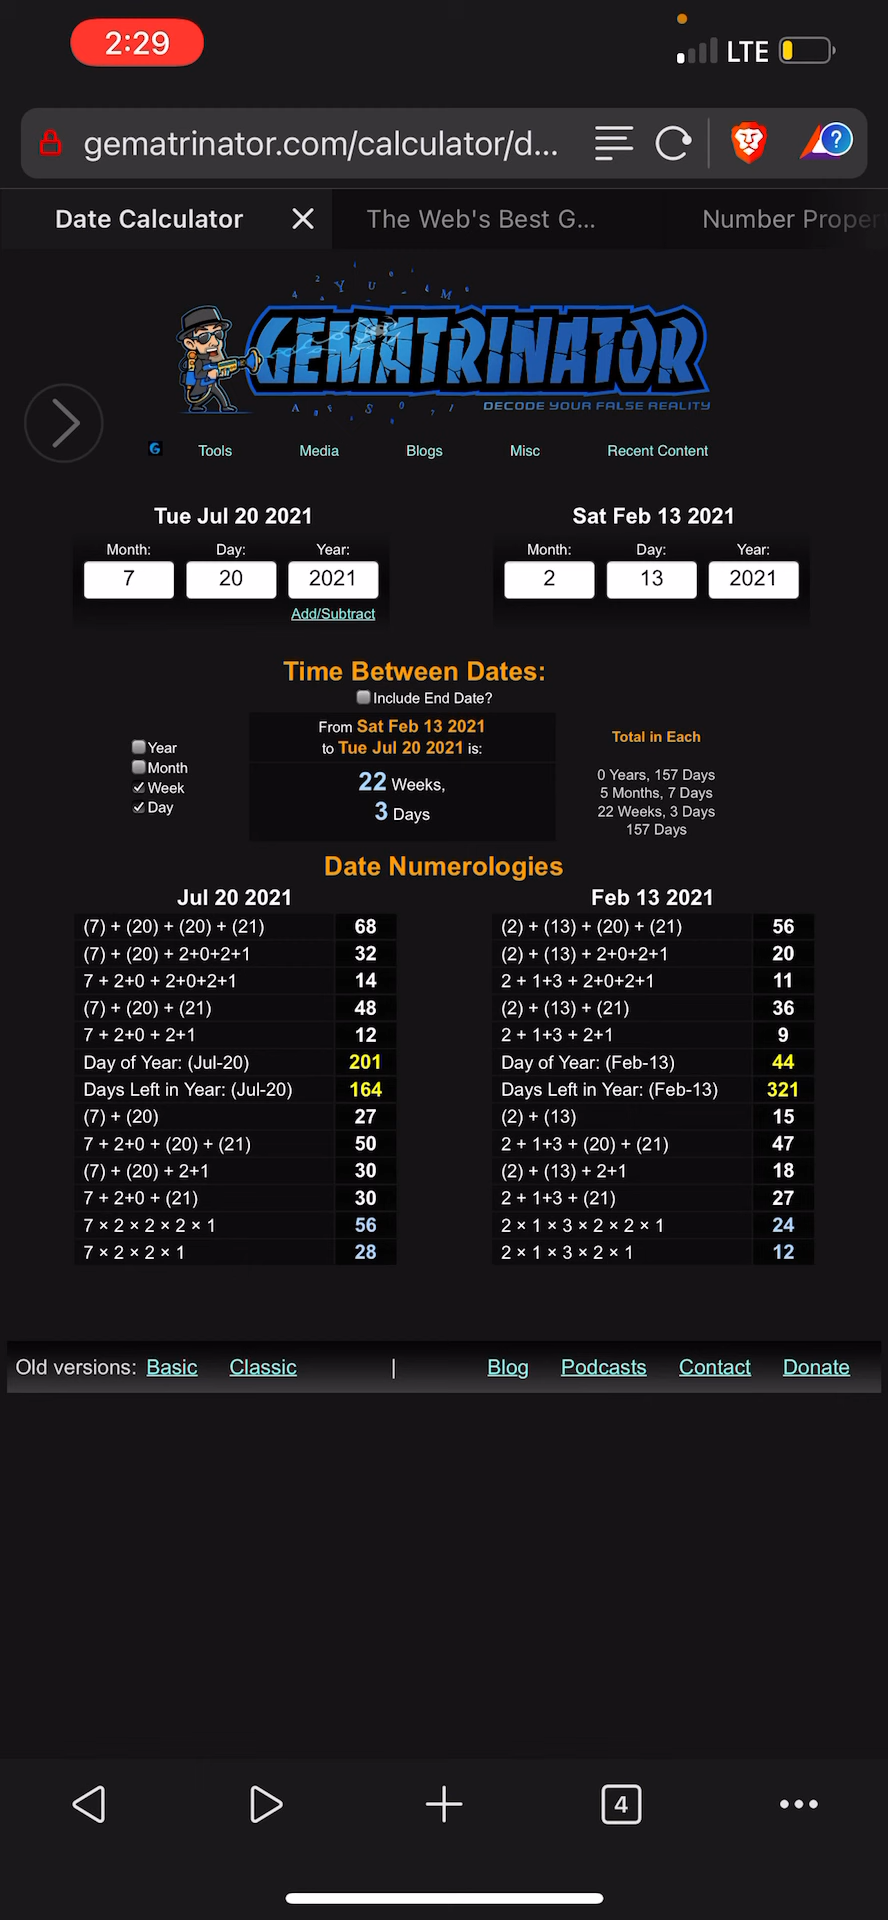 2:29
LTE
gematrinator.com/calculator/d...
Date Calculator
The Web's Best G...
Number Proper
GEMATRINATOR
DECODE YOUR FALSE REALITY
G Tools Media Blogs Misc Recent Content
Tue Jul 20 2021
Month: Day: Year:
7 20 2021
Add/Subtract
Sat Feb 13 2021
Month: Day: Year:
2 13 2021
Time Between Dates:
Include End Date?
Year
Month
Week
Day
From Sat Feb 13 2021
to Tue Jul 20 2021 is:
22 Weeks,
3 Days
Total in Each
0 Years, 157 Days
5 Months, 7 Days
22 Weeks, 3 Days
157 Days
Date Numerologies
Jul 20 2021
(7) + (20) + (20) + (21) 68
(7) + (20) + 2+0+2+1 32
7 + 2+0 + 2+0+2+1 14
(7) + (20) + (21) 48
7 + 2+0 + 2+1 12
Day of Year: (Jul-20) 201
Days Left in Year: (Jul-20) 164
(7) + (20) 27
7 + 2+0 + (20) + (21) 50
(7) + (20) + 2+1 30
7 + 2+0 + (21) 30
7 × 2 × 2 × 2 × 1 56
7 × 2 × 2 × 1 28
Feb 13 2021
(2) + (13) + (20) + (21) 56
(2) + (13) + 2+0+2+1 20
2 + 1+3 + 2+0+2+1 11
(2) + (13) + (21) 36
2 + 1+3 + 2+1 9
Day of Year: (Feb-13) 44
Days Left in Year: (Feb-13) 321
(2) + (13) 15
2 + 1+3 + (20) + (21) 47
(2) + (13) + 2+1 18
2 + 1+3 + (21) 27
2 × 1 × 3 × 2 × 2 × 1 24
2 × 1 × 3 × 2 × 1 12
Old versions: Basic Classic | Blog Podcasts Contact Donate
4